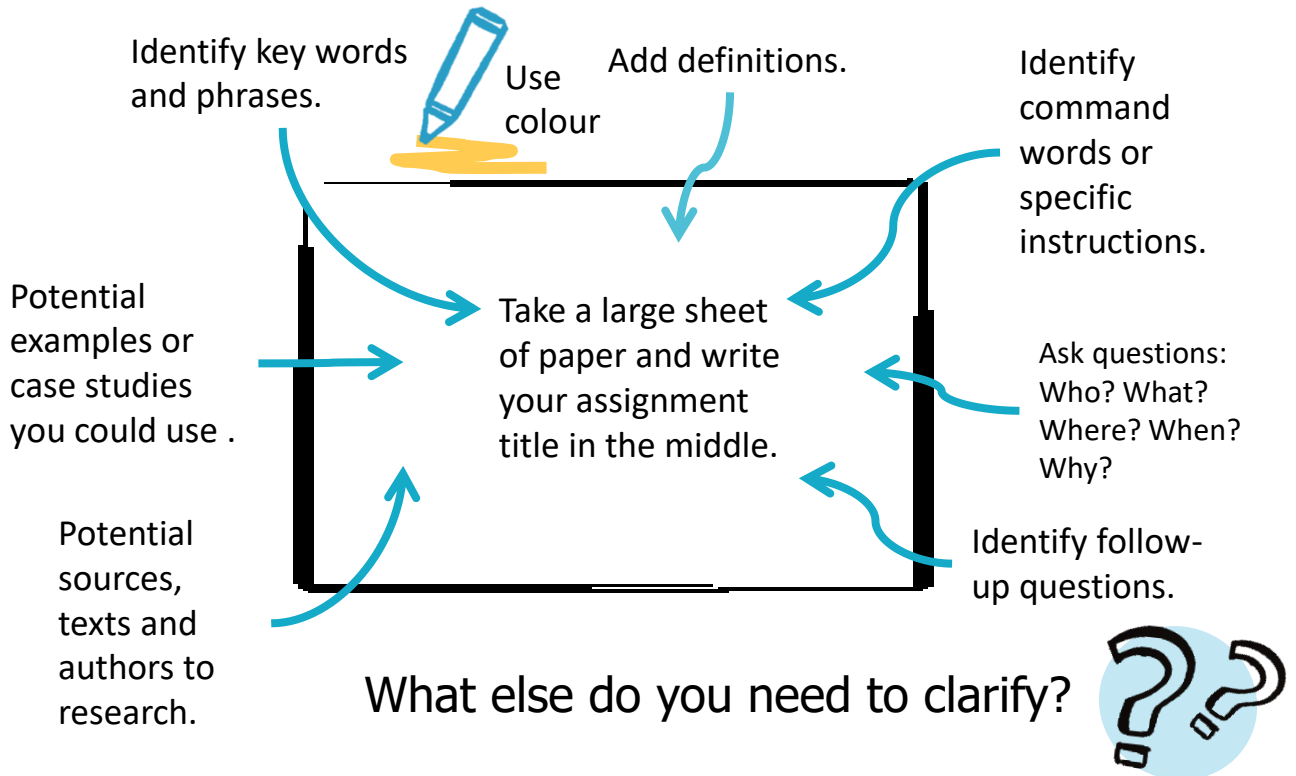 Identify key words
and phrases.
Use
colour
Add definitions.
Identify
command
words or
specific
instructions.
Potential
examples or
case studies
you could use .
Take a large sheet
of paper and write
your assignment
title in the middle.
Ask questions:
Who? What?
Where? When?
Why?
Potential
sources,
texts and
authors to
research.
Identify follow-
up questions.
What else do you need to clarify?
??